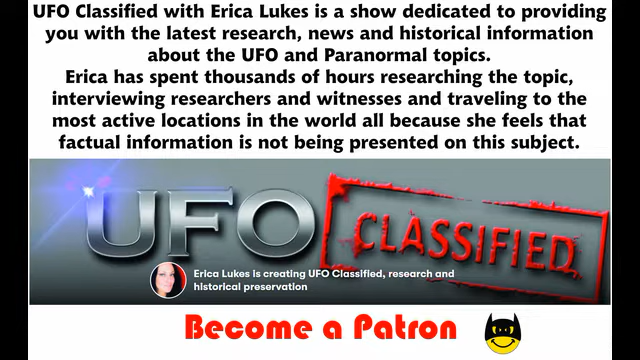 UFO Classified with Erica Lukes is a show dedicated to providing
you with the latest research, news and historical information
about the UFO and Paranormal topics.
Erica has spent thousands of hours researching the topic,
interviewing researchers and witnesses and traveling to the
most active locations in the world all because she feels that
factual information is not being presented on this subject.
UFO CLASSIFIED
Erica Lukes is creating UFO Classified, research and
historical preservation
Become a Patron